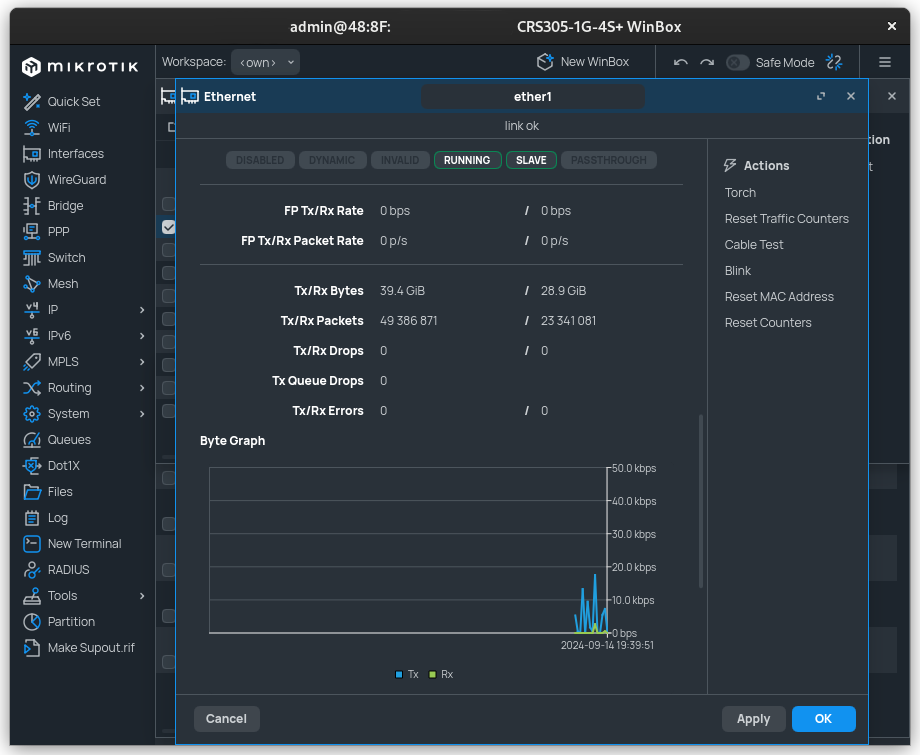 admin@48:8F: CRS305-1G-4S+ WinBox
MIKROTIK
Workspace: <own> New WinBox Safe Mode
Quick Set
WiFi
Interfaces
WireGuard
Bridge
PPP
Switch
Mesh
IP
IPv6
MPLS
Routing
System
Queues
Dot1X
Files
Log
New Terminal
RADIUS
Tools
Partition
Make Supout.rif
Ethernet ether1
link ok
DISABLED DYNAMIC INVALID RUNNING SLAVE PASSTHROUGH
FP Tx/Rx Rate 0 bps / 0 bps
FP Tx/Rx Packet Rate 0 p/s / 0 p/s
Tx/Rx Bytes 39.4 GiB / 28.9 GiB
Tx/Rx Packets 49 386 871 / 23 341 081
Tx/Rx Drops 0 / 0
Tx Queue Drops 0
Tx/Rx Errors 0 / 0
Byte Graph
50.0 kbps
40.0 kbps
30.0 kbps
20.0 kbps
10.0 kbps
0 bps
2024-09-14 19:39:51
Tx Rx
Actions
Torch
Reset Traffic Counters
Cable Test
Blink
Reset MAC Address
Reset Counters
Cancel Apply OK